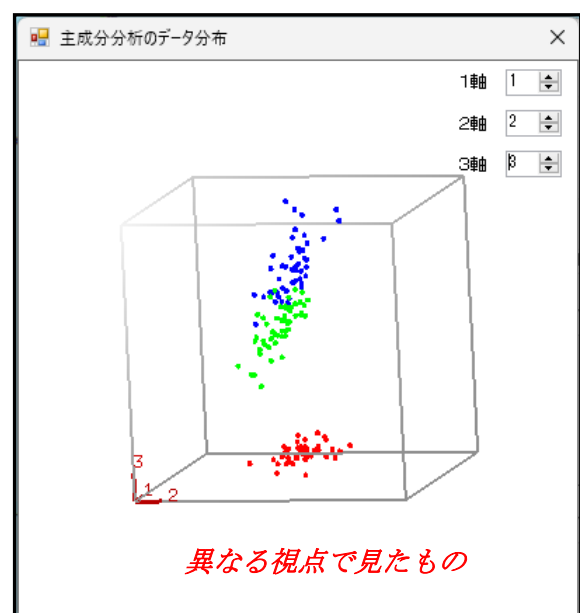 主成分分析のデータ分布
1軸 1
2軸 2
3軸 3
3
1
2
異なる視点で見たもの